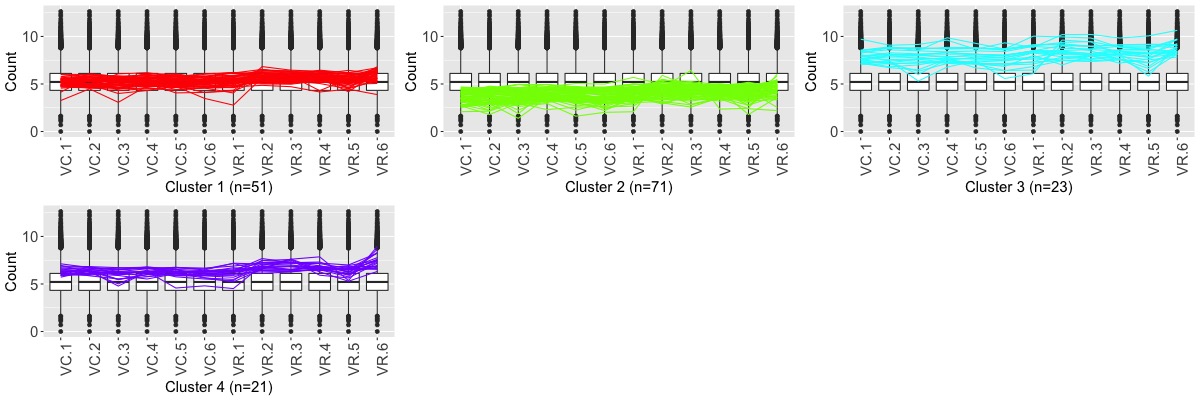 Count
10
5
0
VC.1 VC.2 VC.3 VC.4 VC.5 VC.6 VR.1 VR.2 VR.3 VR.4 VR.5 VR.6
Cluster 1 (n=51)
Count
10
5
0
VC.1 VC.2 VC.3 VC.4 VC.5 VC.6 VR.1 VR.2 VR.3 VR.4 VR.5 VR.6
Cluster 2 (n=71)
Count
10
5
0
VC.1 VC.2 VC.3 VC.4 VC.5 VC.6 VR.1 VR.2 VR.3 VR.4 VR.5 VR.6
Cluster 3 (n=23)
Count
10
5
0
VC.1 VC.2 VC.3 VC.4 VC.5 VC.6 VR.1 VR.2 VR.3 VR.4 VR.5 VR.6
Cluster 4 (n=21)